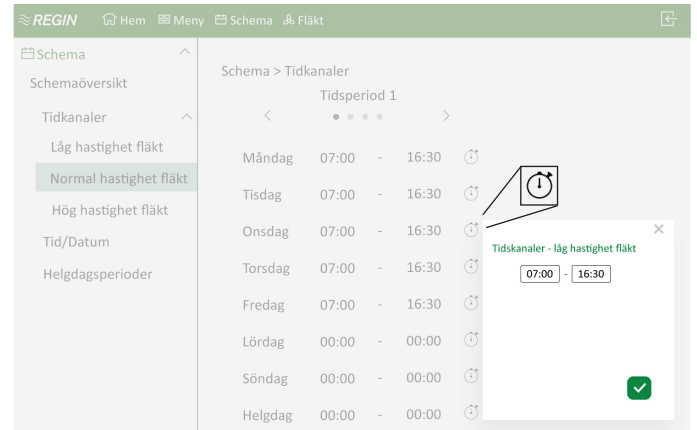 REGIN Hem Meny Schema Fläkt
Schema
Schemaöversikt
Tidkanaler
Låg hastighet fläkt
Normal hastighet fläkt
Hög hastighet fläkt
Tid/Datum
Helgdagsperioder
Schema > Tidkanaler
Tidsperiod 1
< >
Måndag 07:00 - 16:30
Tisdag 07:00 - 16:30
Onsdag 07:00 - 16:30
Torsdag 07:00 - 16:30
Fredag 07:00 - 16:30
Lördag 00:00 - 00:00
Söndag 00:00 - 00:00
Helgdag 00:00 - 00:00
Tidskanaler - låg hastighet fläkt
07:00 - 16:30